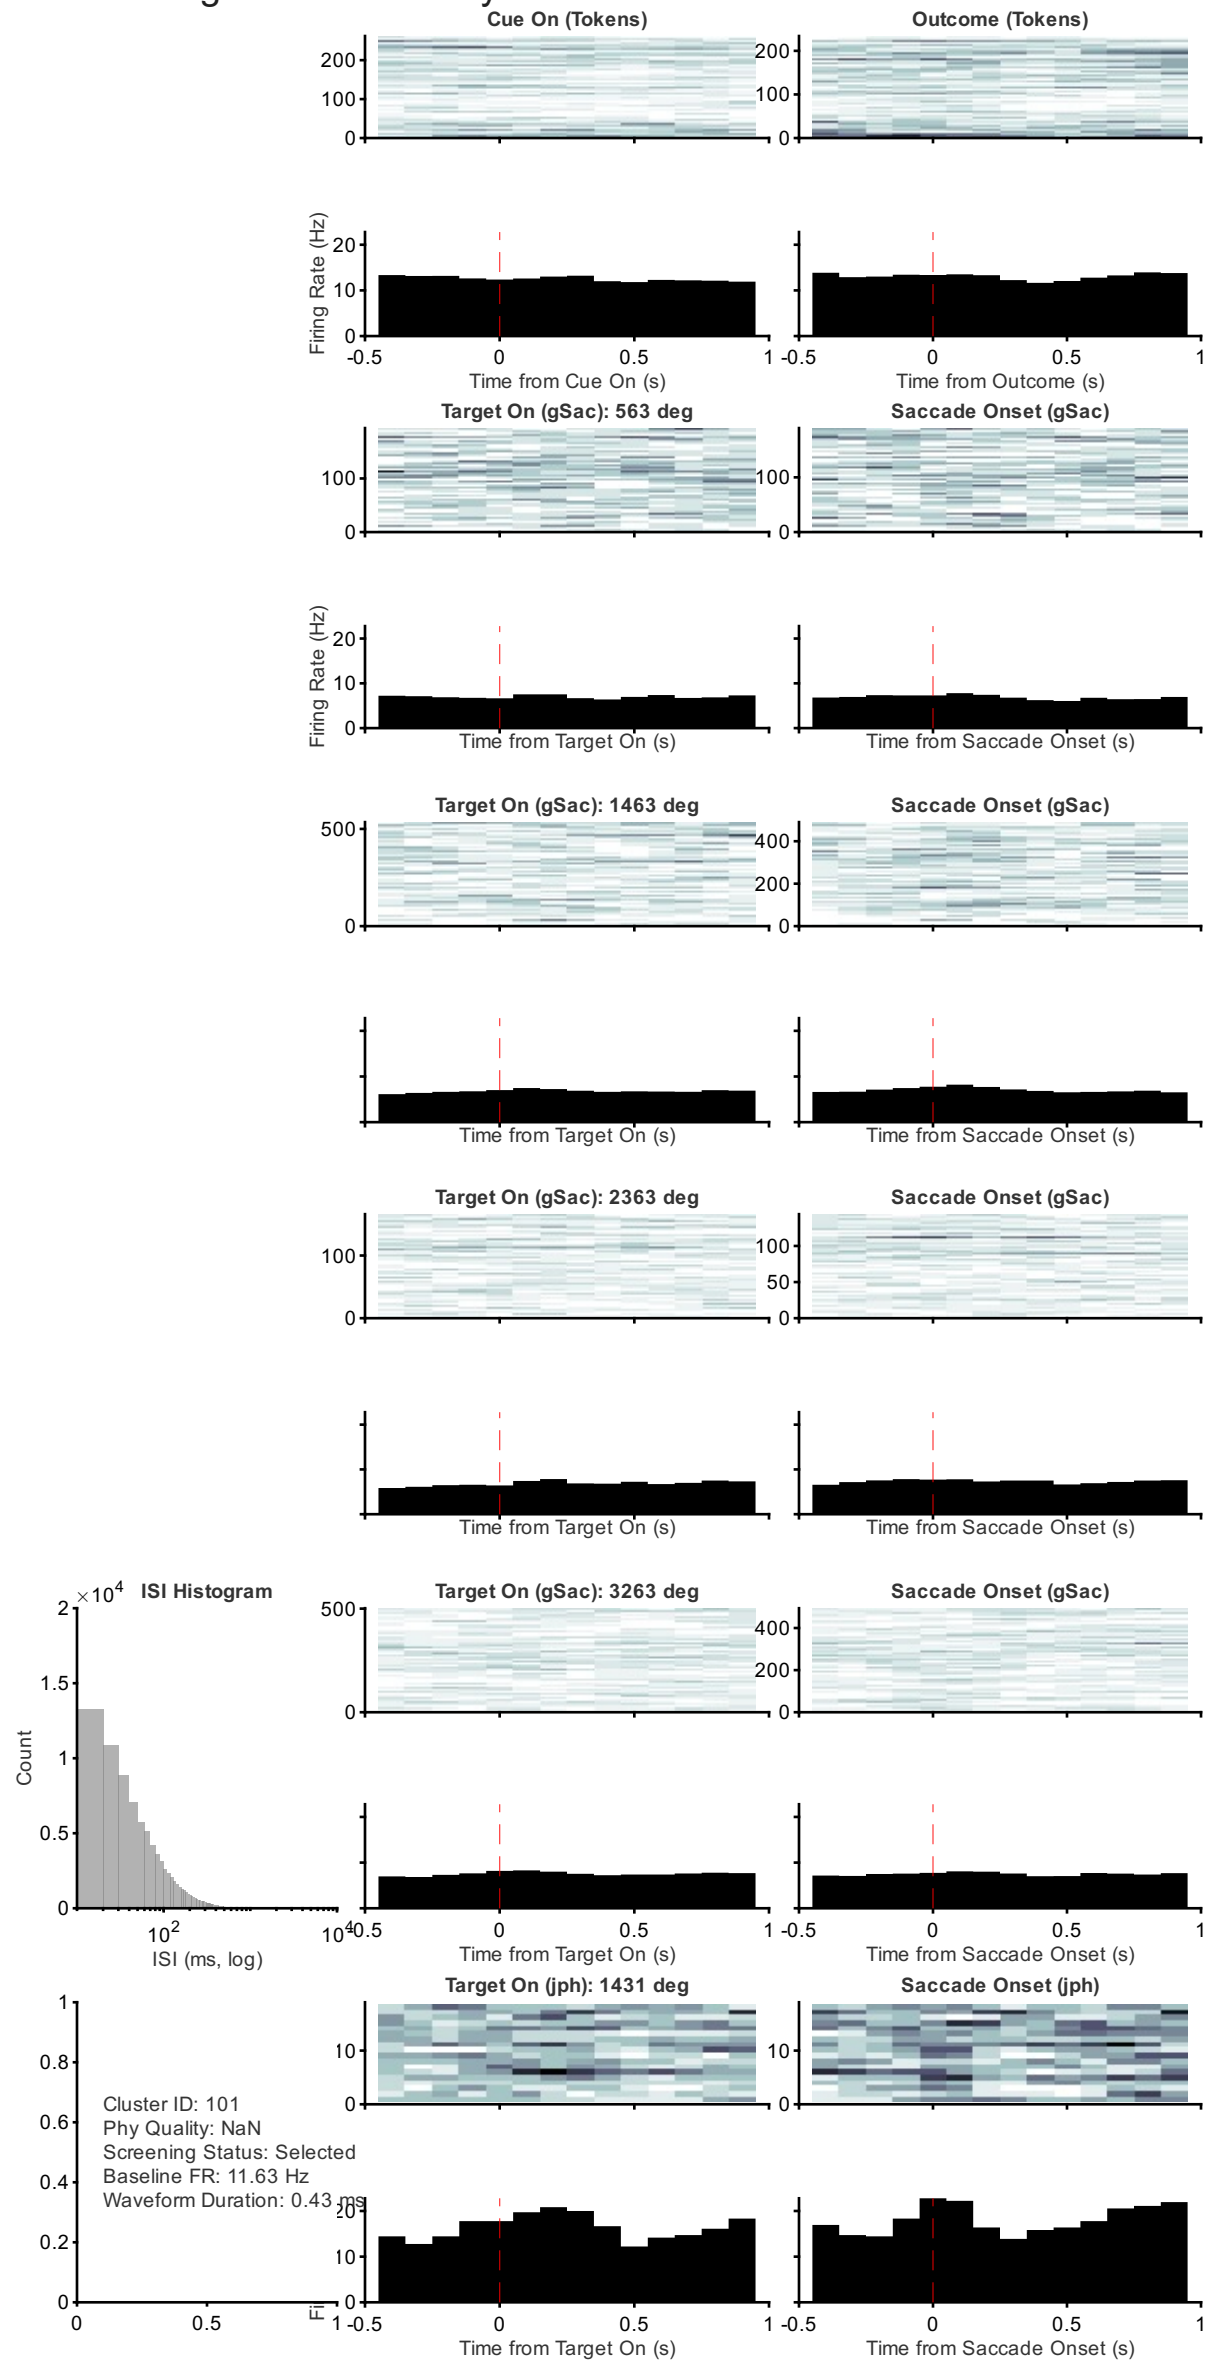 Cue On (Tokens)
Outcome (Tokens)
200
100
0
200
100
0
Firing Rate (Hz)
20
10
0
-0.5
0
0.5
1
-0.5
0
0.5
1
Time from Cue On (s)
Time from Outcome (s)
Target On (gSac): 563 deg
Saccade Onset (gSac)
100
0
100
0
Firing Rate (Hz)
20
10
0
Time from Target On (s)
Time from Saccade Onset (s)
Target On (gSac): 1463 deg
Saccade Onset (gSac)
500
0
400
200
0
Time from Target On (s)
Time from Saccade Onset (s)
Target On (gSac): 2363 deg
Saccade Onset (gSac)
100
0
100
50
0
Time from Target On (s)
Time from Saccade Onset (s)
ISI Histogram
×10^4
2
1.5
1
0.5
0
Count
10^2
10^4
ISI (ms, log)
Target On (gSac): 3263 deg
Saccade Onset (gSac)
500
0
400
200
0
-0.5
0
0.5
1
-0.5
0
0.5
1
Time from Target On (s)
Time from Saccade Onset (s)
Target On (jph): 1431 deg
Saccade Onset (jph)
1
0.8
0.6
0.4
0.2
0
0
0.5
1
Cluster ID: 101
Phy Quality: NaN
Screening Status: Selected
Baseline FR: 11.63 Hz
Waveform Duration: 0.43 ms
10
0
10
0
Fi
20
10
0
-0.5
0
0.5
1
-0.5
0
0.5
1
Time from Target On (s)
Time from Saccade Onset (s)